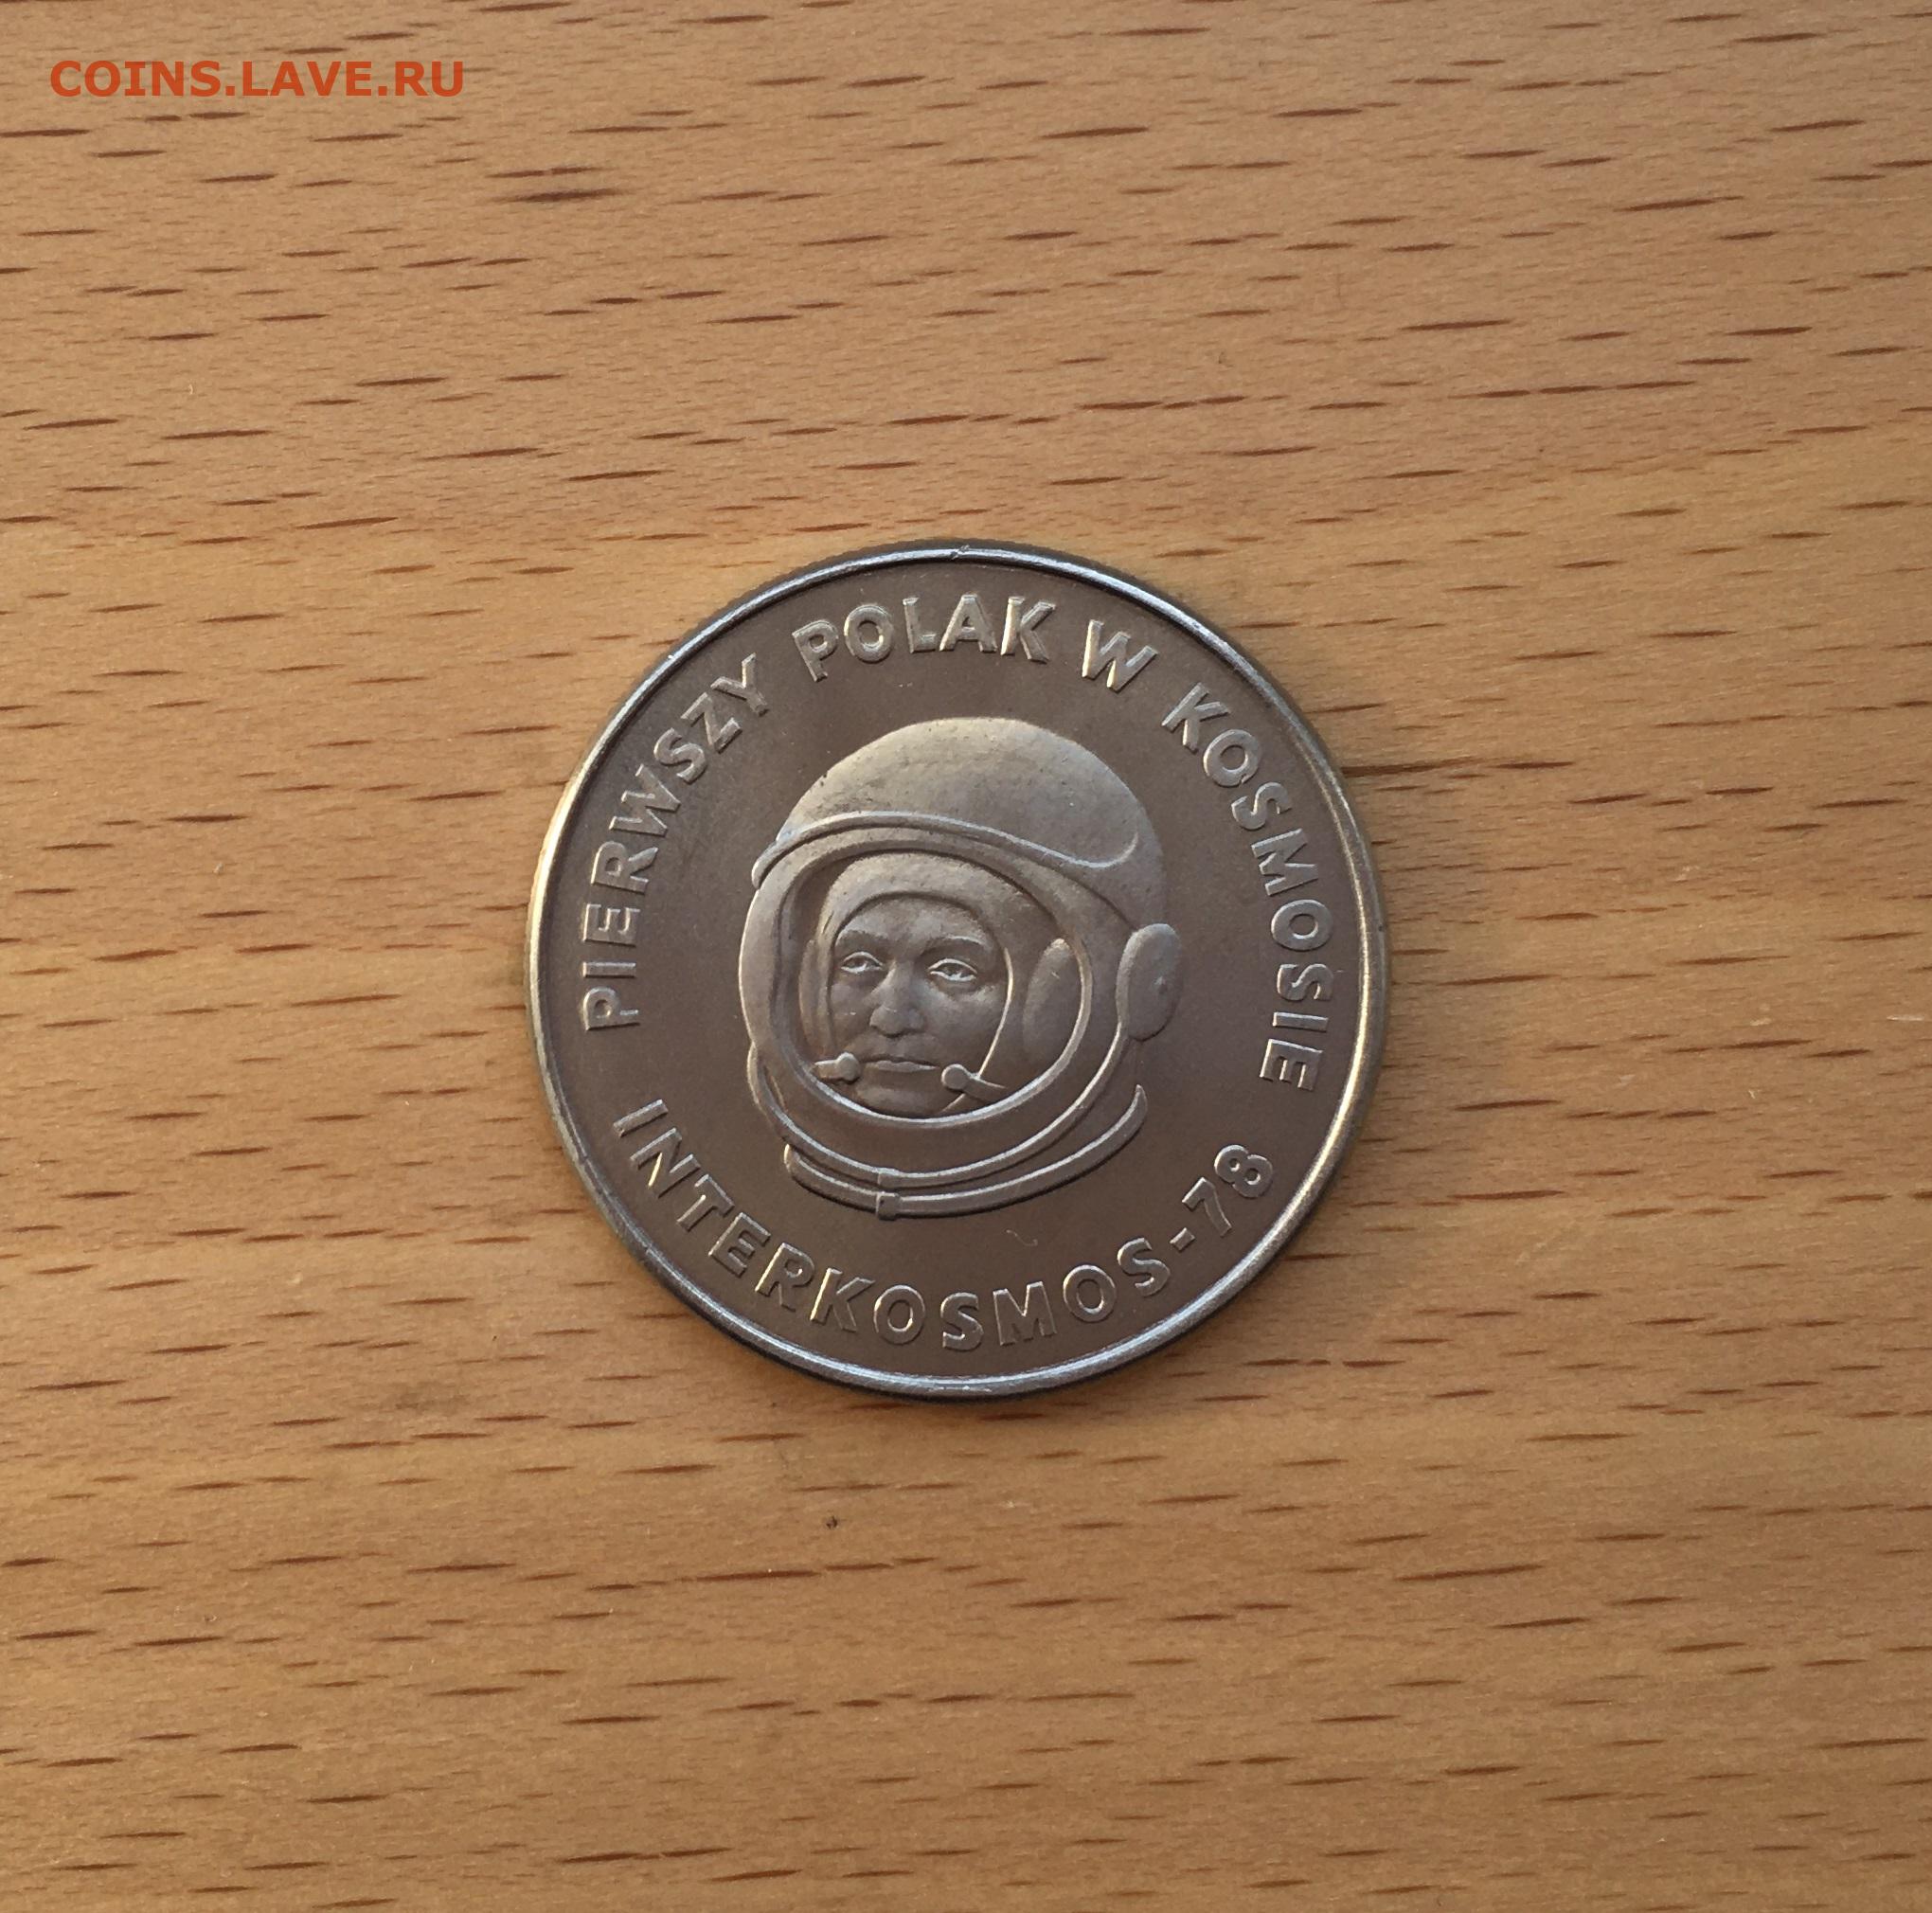 COINS.LAVE.RU
PIERWSZY POLAK W KOSMOSIE
INTERKOSMOS-78